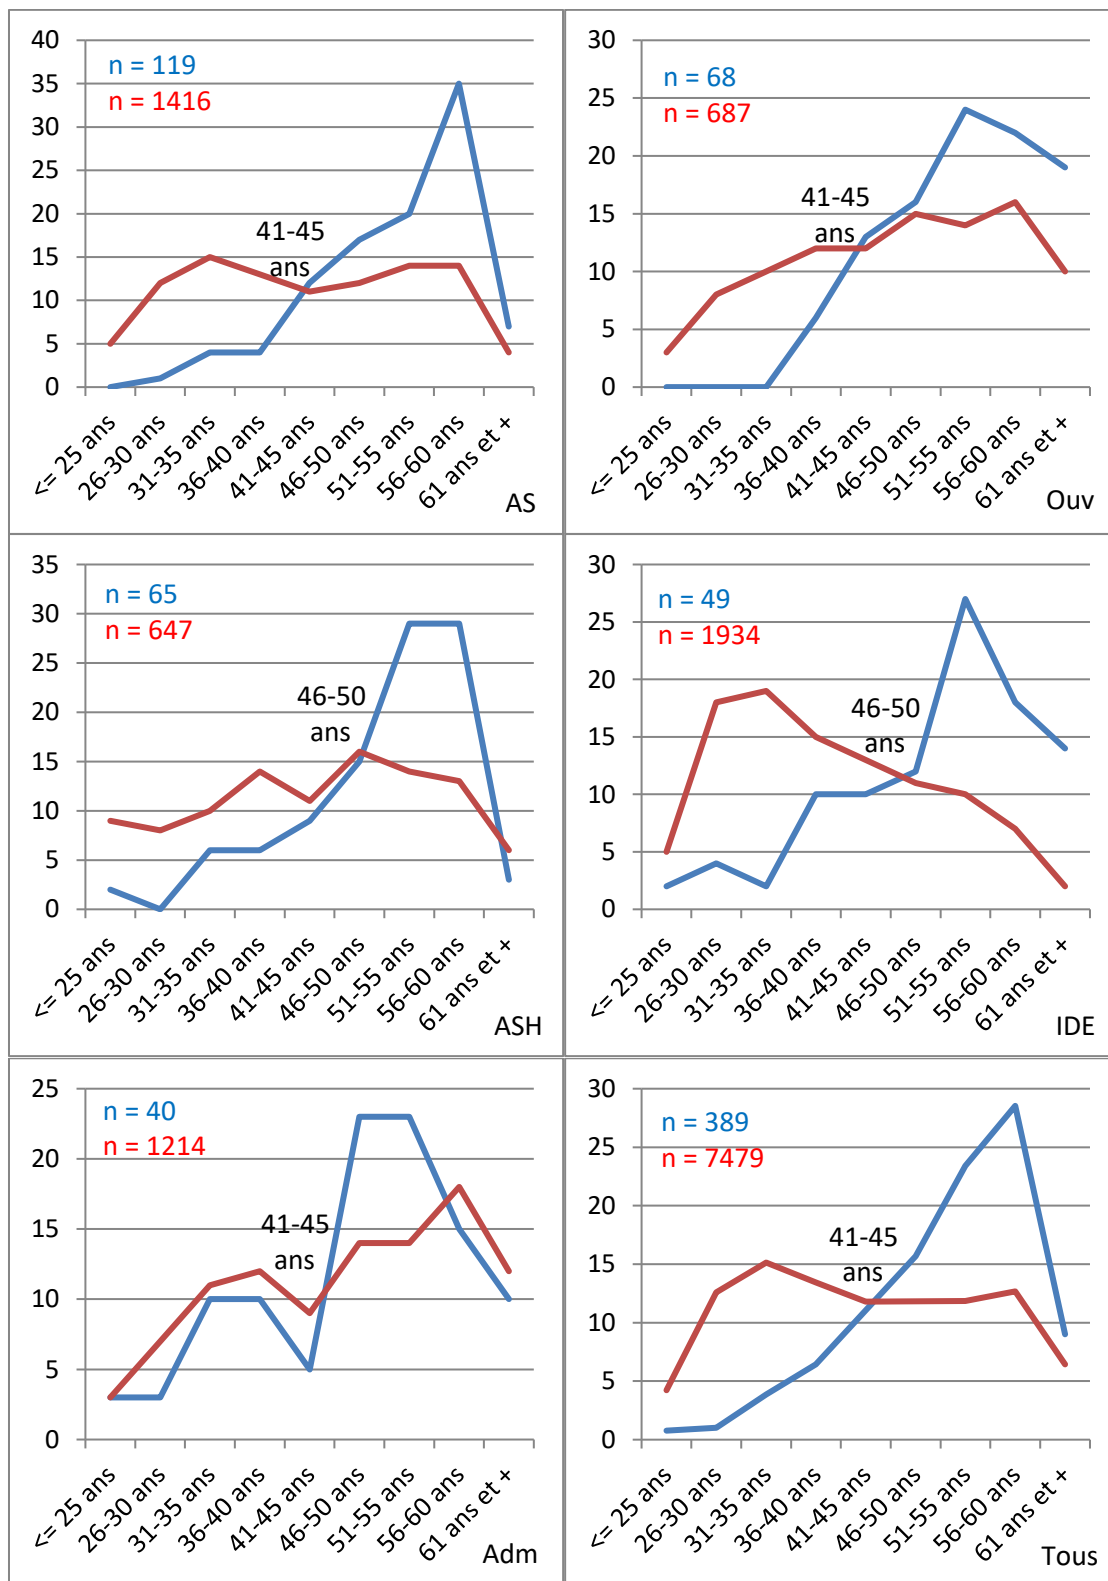 40
35
30
25
20
15
10
5
0
n = 119
n = 1416
41-45
ans
<= 25 ans
26-30 ans
31-35 ans
36-40 ans
41-45 ans
46-50 ans
51-55 ans
56-60 ans
61 ans et +
AS
30
25
20
15
10
5
0
n = 68
n = 687
41-45
ans
<= 25 ans
26-30 ans
31-35 ans
36-40 ans
41-45 ans
46-50 ans
51-55 ans
56-60 ans
61 ans et +
Ouv
35
30
25
20
15
10
5
0
n = 65
n = 647
46-50
ans
<= 25 ans
26-30 ans
31-35 ans
36-40 ans
41-45 ans
46-50 ans
51-55 ans
56-60 ans
61 ans et +
ASH
30
25
20
15
10
5
0
n = 49
n = 1934
46-50
ans
<= 25 ans
26-30 ans
31-35 ans
36-40 ans
41-45 ans
46-50 ans
51-55 ans
56-60 ans
61 ans et +
IDE
25
20
15
10
5
0
n = 40
n = 1214
41-45
ans
<= 25 ans
26-30 ans
31-35 ans
36-40 ans
41-45 ans
46-50 ans
51-55 ans
56-60 ans
61 ans et +
Adm
30
25
20
15
10
5
0
n = 389
n = 7479
41-45
ans
<= 25 ans
26-30 ans
31-35 ans
36-40 ans
41-45 ans
46-50 ans
51-55 ans
56-60 ans
61 ans et +
Tous